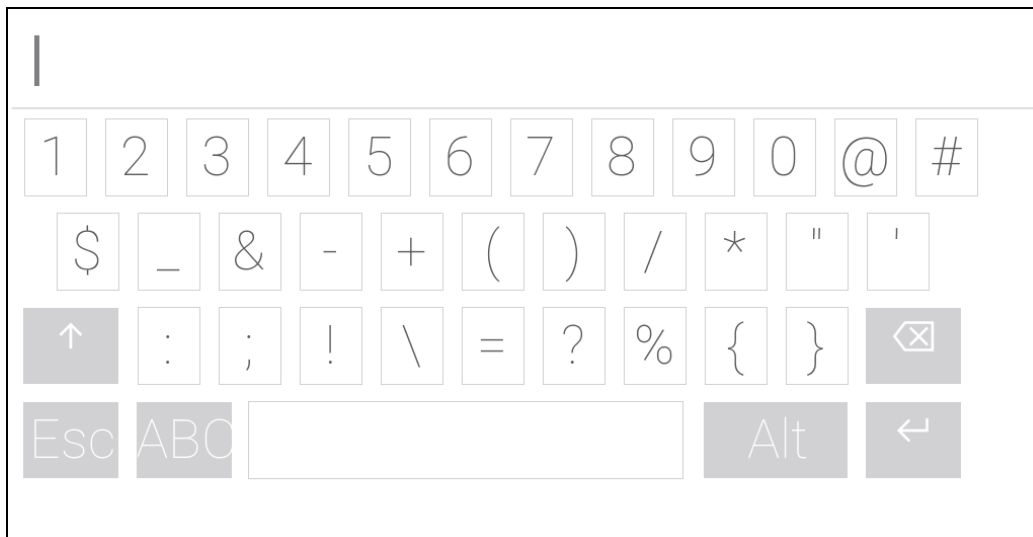 1 2 3 4 5 6 7 8 9 0 @ #
$ _ & - + ( ) / * " '
↑ : ; ! \ = ? % { } ⌫
Esc ABC Alt ↵